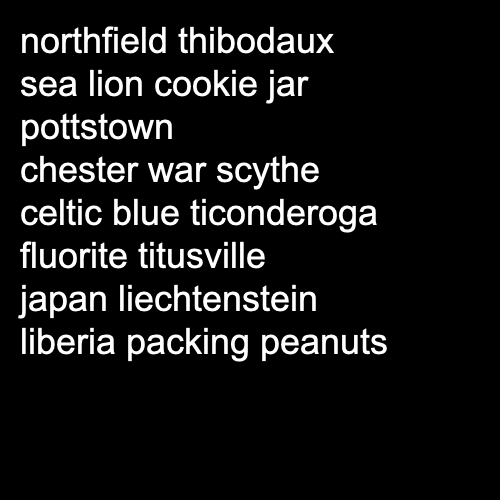 northfield thibodaux
sea lion cookie jar
pottstown
chester war scythe
celtic blue ticonderoga
fluorite titusville
japan liechtenstein
liberia packing peanuts